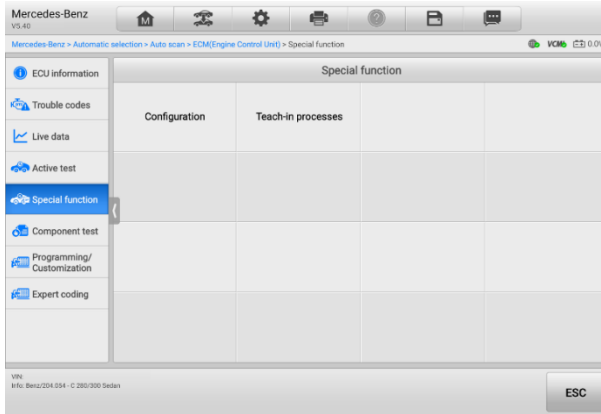 Mercedes-Benz
V5.40
Mercedes-Benz > Automatic selection > Auto scan > ECM(Engine Control Unit) > Special function
VCMI 0.0V
ECU information
Trouble codes
Live data
Active test
Special function
Component test
Programming/
Customization
Expert coding
Special function
Configuration Teach-in processes
VIN:
Info: Benz/204.054 - C 280/300 Sedan
ESC